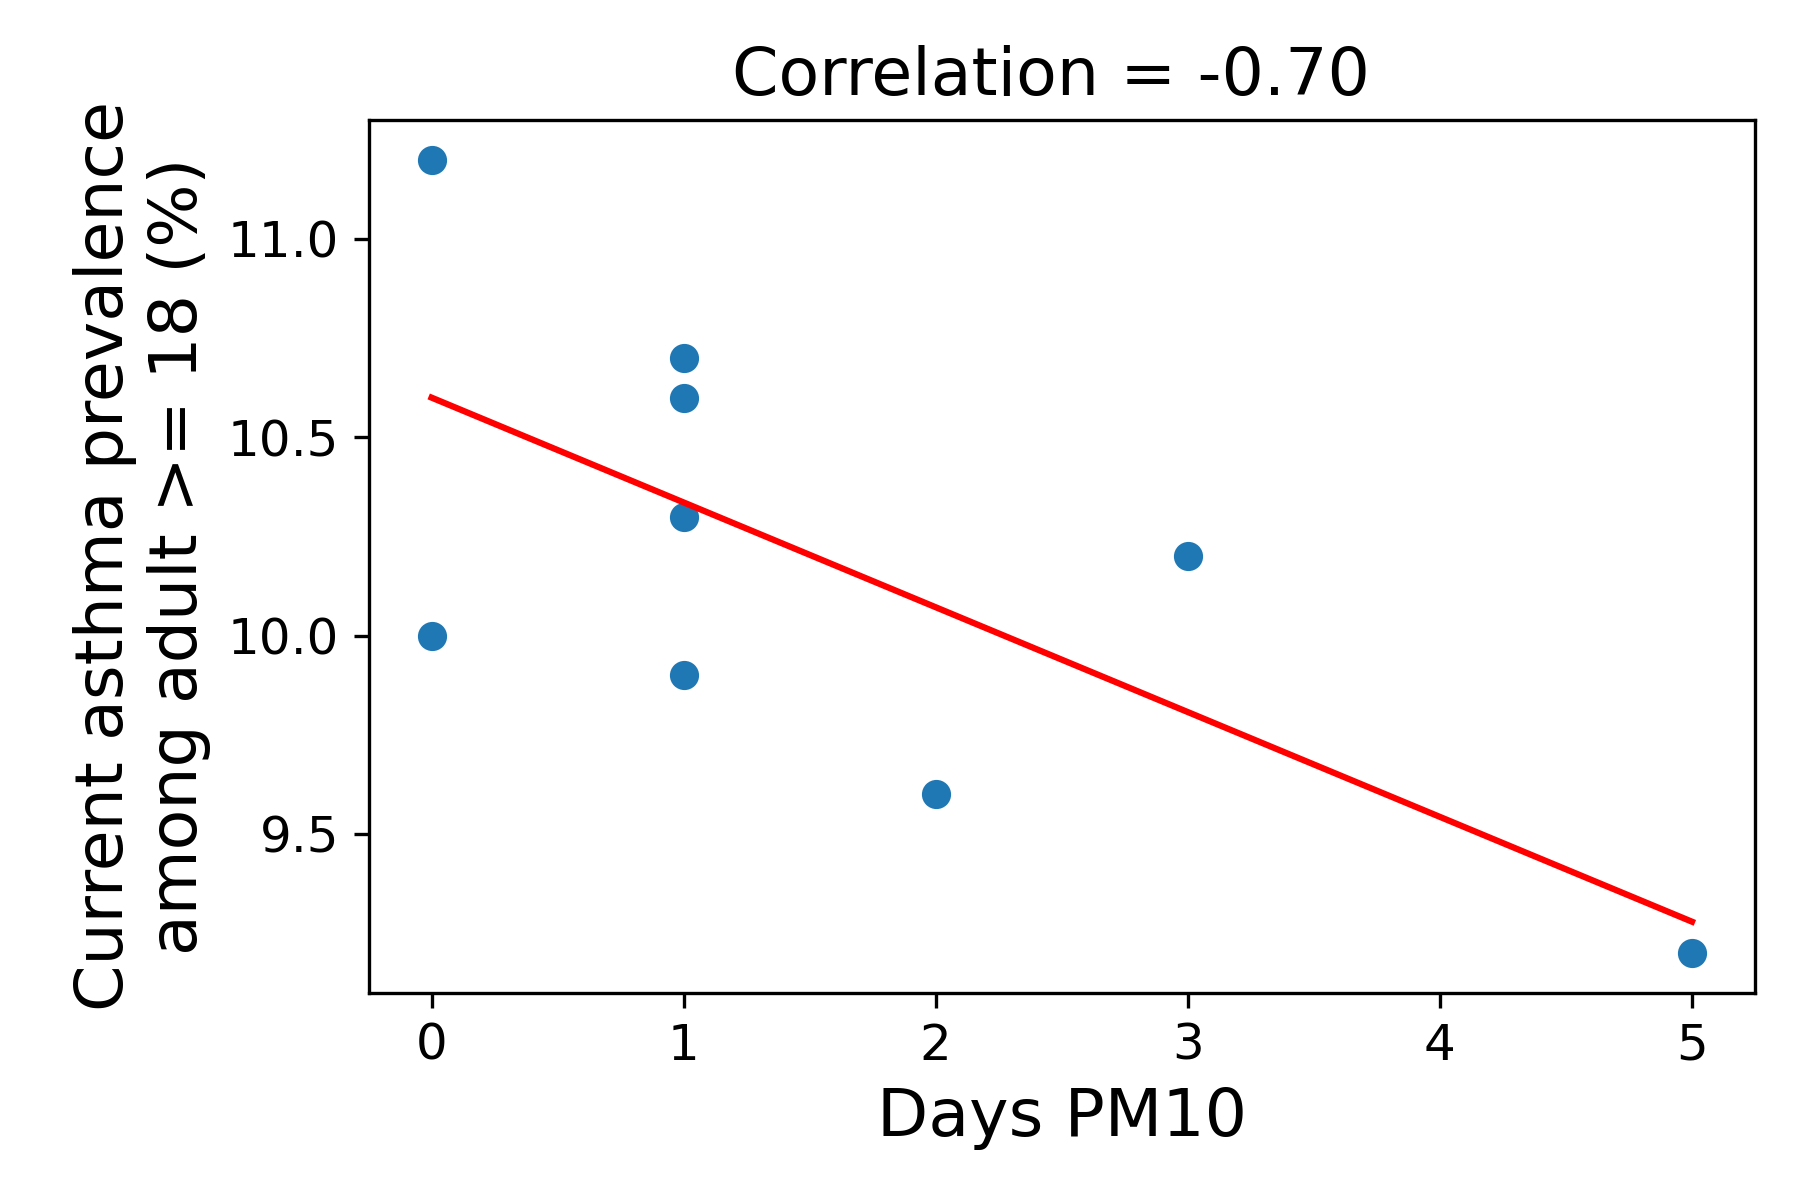 Correlation = -0.70
Current asthma prevalence
among adult >= 18 (%)
11.0
10.5
10.0
9.5
0 1 2 3 4 5
Days PM10